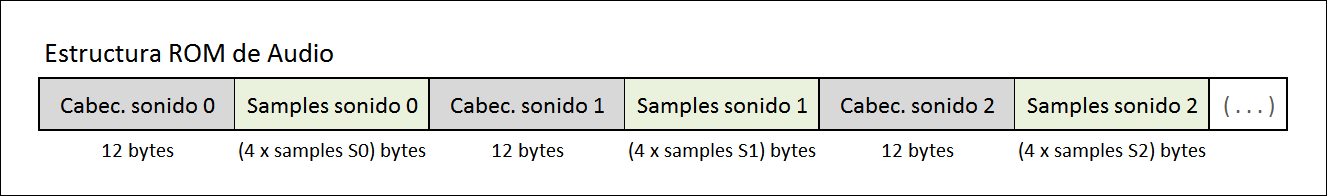 Estructura ROM de Audio
Cabec. sonido 0 Samples sonido 0 Cabec. sonido 1 Samples sonido 1 Cabec. sonido 2 Samples sonido 2 (...)
12 bytes (4 x samples S0) bytes 12 bytes (4 x samples S1) bytes 12 bytes (4 x samples S2) bytes